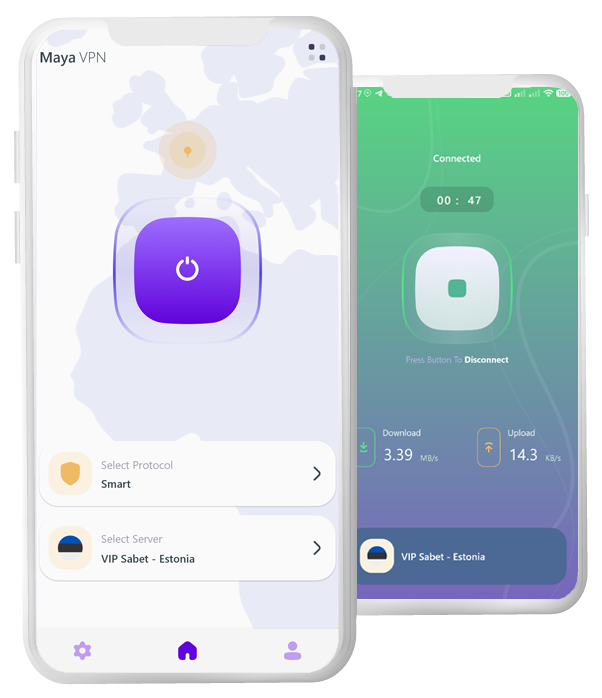 Maya VPN
Select Protocol
Smart
Select Server
VIP Sabet - Estonia
Connected
00 : 47
Press Button To Disconnect
Download
3.39 MB/s
Upload
14.3 KB/s
VIP Sabet - Estonia